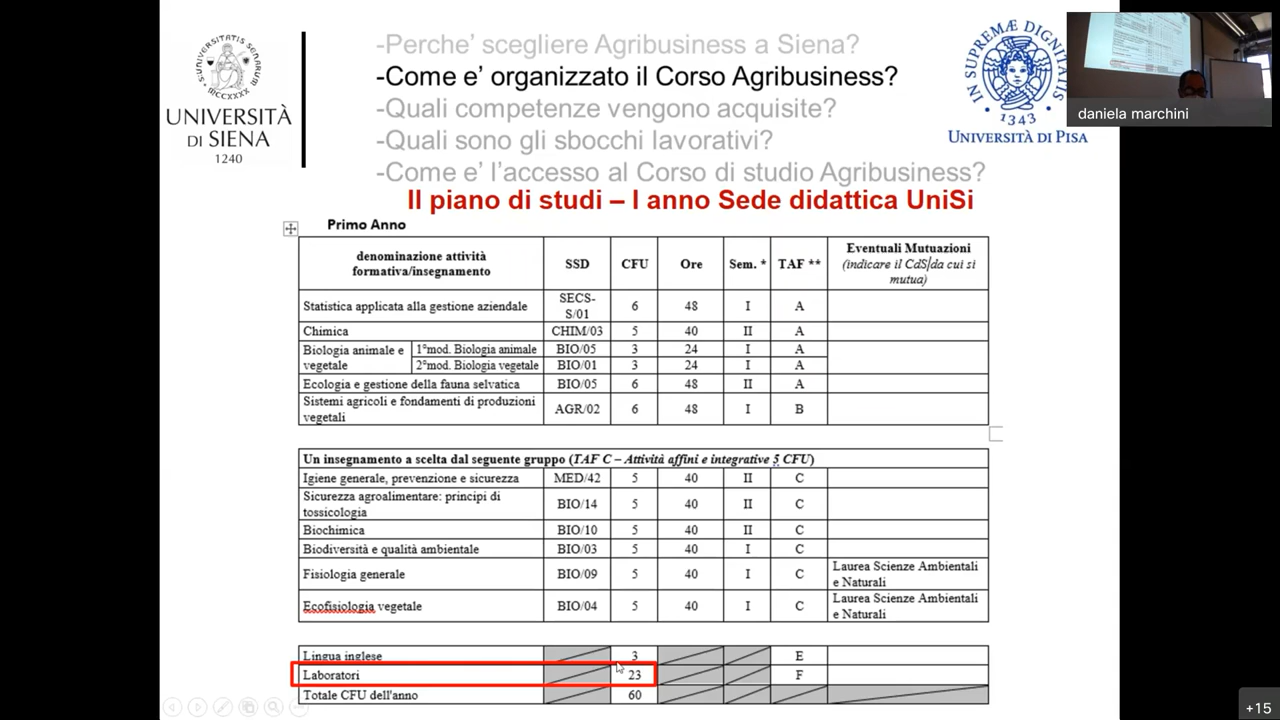 UNIVERSITÀ
DI SIENA
1240
-Perche' scegliere Agribusiness a Siena?
-Come e' organizzato il Corso Agribusiness?
-Quali competenze vengono acquisite?
-Quali sono gli sbocchi lavorativi?
-Come e' l'accesso al Corso di studio Agribusiness?
IN SUPREMÆ DIGNITATIS
1343
UNIVERSITÀ DI PISA
daniela marchini
Il piano di studi – I anno Sede didattica UniSi
Primo Anno
denominazione attività formativa/insegnamento SSD CFU Ore Sem. * TAF ** Eventuali Mutuazioni (indicare il CdS/da cui si mutua)
Statistica applicata alla gestione aziendale SECS-S/01 6 48 I A
Chimica CHIM/03 5 40 II A
Biologia animale e vegetale 1°mod. Biologia animale BIO/05 3 24 I A
2°mod. Biologia vegetale BIO/01 3 24 I A
Ecologia e gestione della fauna selvatica BIO/05 6 48 II A
Sistemi agricoli e fondamenti di produzioni vegetali AGR/02 6 48 I B
Un insegnamento a scelta dal seguente gruppo (TAF C – Attività affini e integrative 5 CFU)
Igiene generale, prevenzione e sicurezza MED/42 5 40 II C
Sicurezza agroalimentare: principi di tossicologia BIO/14 5 40 II C
Biochimica BIO/10 5 40 II C
Biodiversità e qualità ambientale BIO/03 5 40 I C
Fisiologia generale BIO/09 5 40 I C Laurea Scienze Ambientali e Naturali
Ecofisiologia vegetale BIO/04 5 40 I C Laurea Scienze Ambientali e Naturali
Lingua inglese 3 E
Laboratori 23 F
Totale CFU dell'anno 60
+15